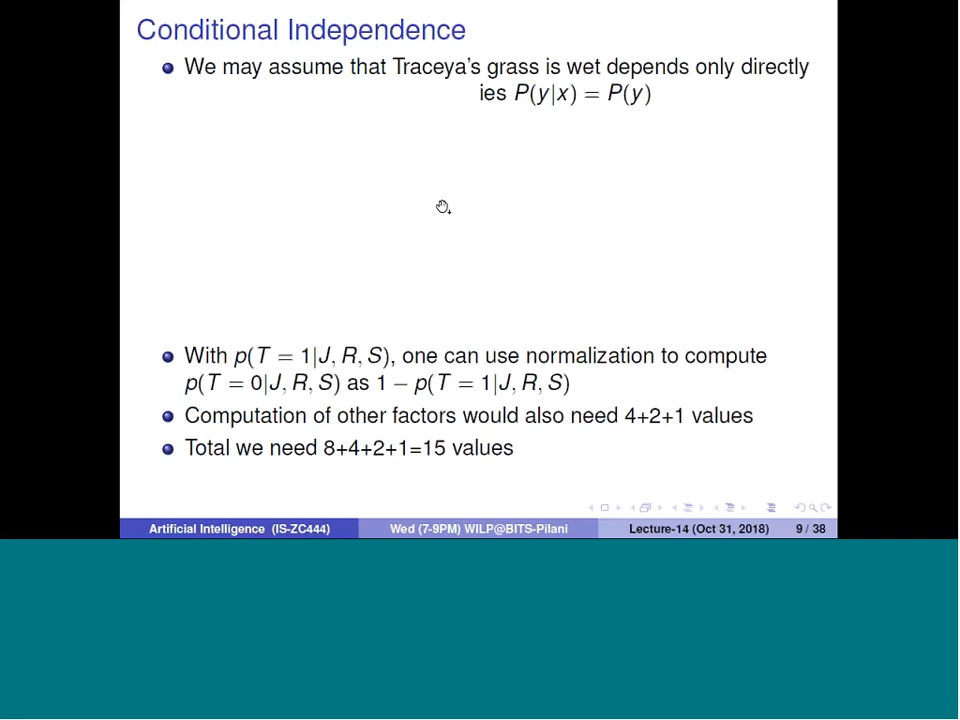 Conditional Independence
We may assume that Traceya's grass is wet depends only directly
ies P(y|x) = P(y)
With p(T = 1|J, R, S), one can use normalization to compute
p(T = 0|J, R, S) as 1 − p(T = 1|J, R, S)
Computation of other factors would also need 4+2+1 values
Total we need 8+4+2+1=15 values
Artificial Intelligence (IS-ZC444) Wed (7-9PM) WILP@BITS-Pilani Lecture-14 (Oct 31, 2018) 9 / 38